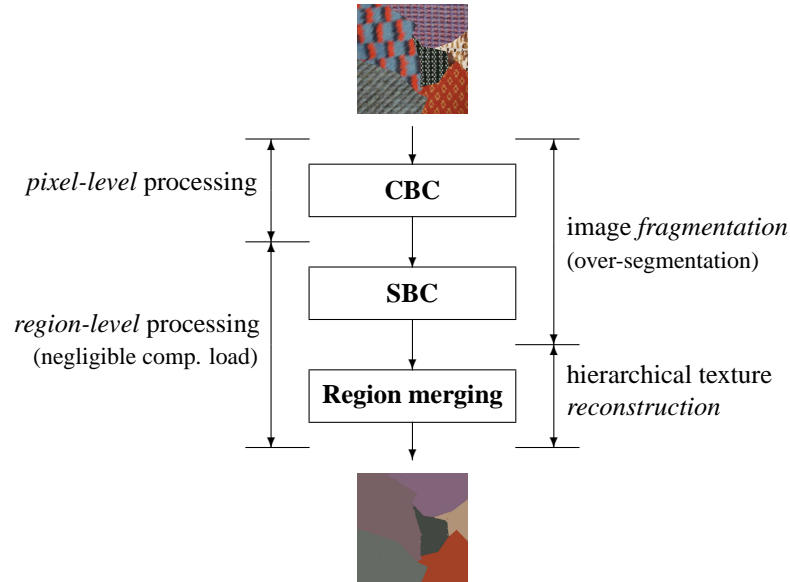 pixel-level processing
CBC
image fragmentation
(over-segmentation)
SBC
region-level processing
(negligible comp. load)
Region merging
hierarchical texture
reconstruction